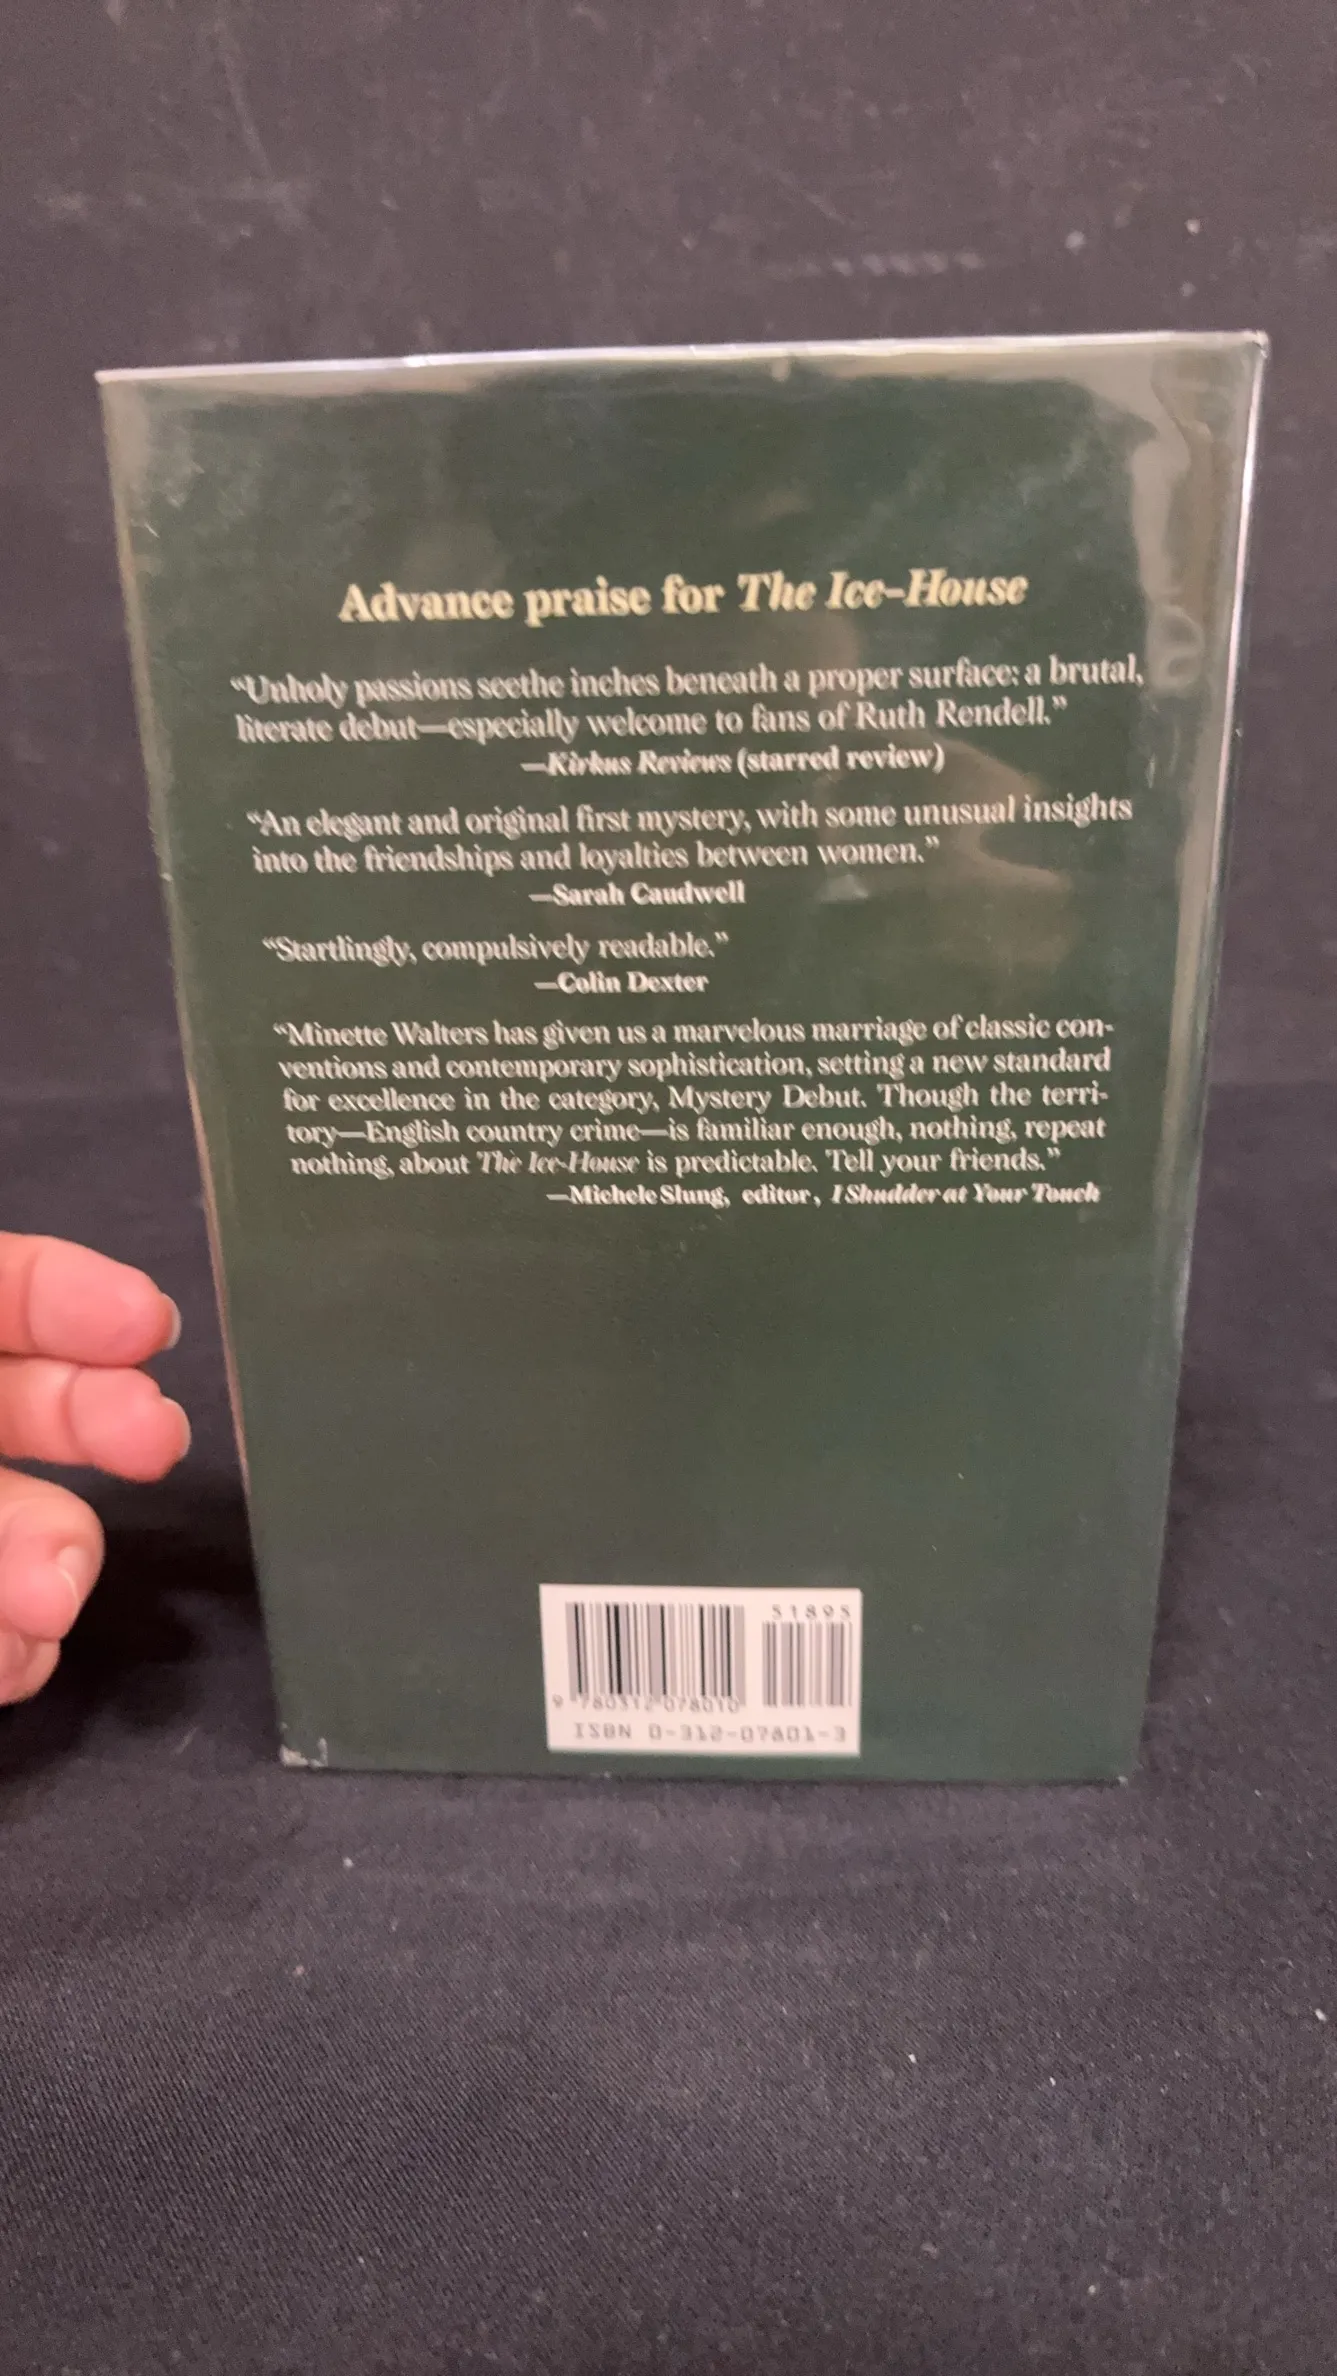 Advance praise for The Ice-House
“Unholy passions seethe inches beneath a proper surface: a brutal,
literate debut—especially welcome to fans of Ruth Rendell.”
—Kirkus Reviews (starred review)
“An elegant and original first mystery, with some unusual insights
into the friendships and loyalties between women.”
—Sarah Caudwell
“Startlingly, compulsively readable.”
—Colin Dexter
“Minette Walters has given us a marvelous marriage of classic con-
ventions and contemporary sophistication, setting a new standard
for excellence in the category, Mystery Debut. Though the terri-
tory—English country crime—is familiar enough, nothing, repeat
nothing, about The Ice-House is predictable. Tell your friends.”
—Michele Slung, editor, I Shudder at Your Touch
51895
9 780312 078010
ISBN 0-312-07801-3